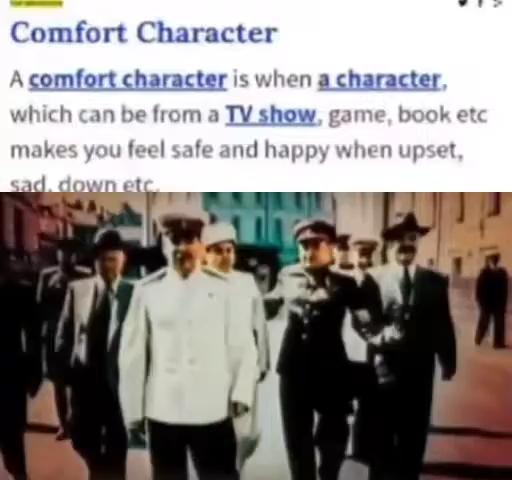 Comfort Character
A comfort character is when a character,
which can be from a TV show, game, book etc
makes you feel safe and happy when upset,
sad, down etc.